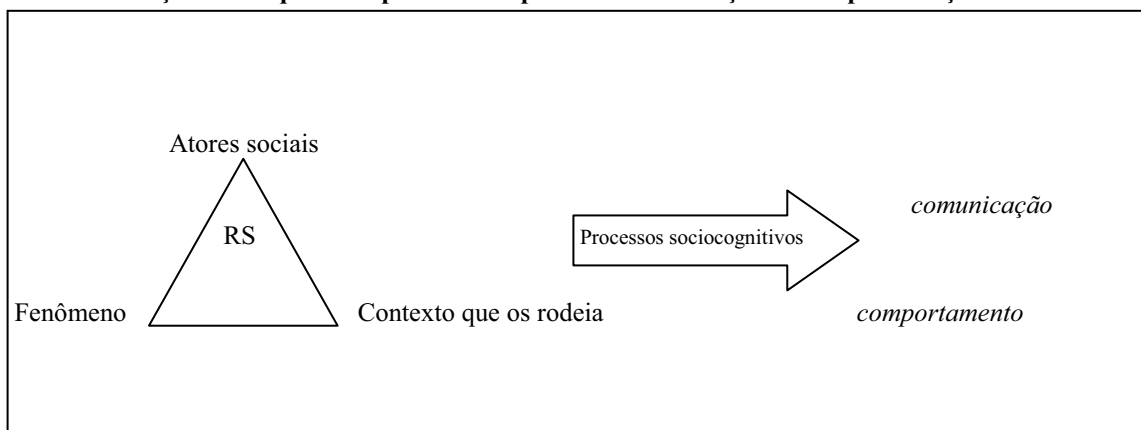 Atores sociais
RS
Fenômeno
Contexto que os rodeia
Processos sociocognitivos
comunicação
comportamento